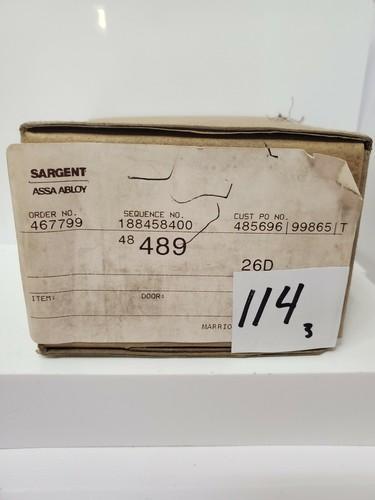 SARGENT
ASSA ABLOY
ORDER NO. SEQUENCE NO. CUST PO NO.
467799 188458400 485696|99865|T
48 489
26D
ITEM: DOOR: 114
3
MARRIO